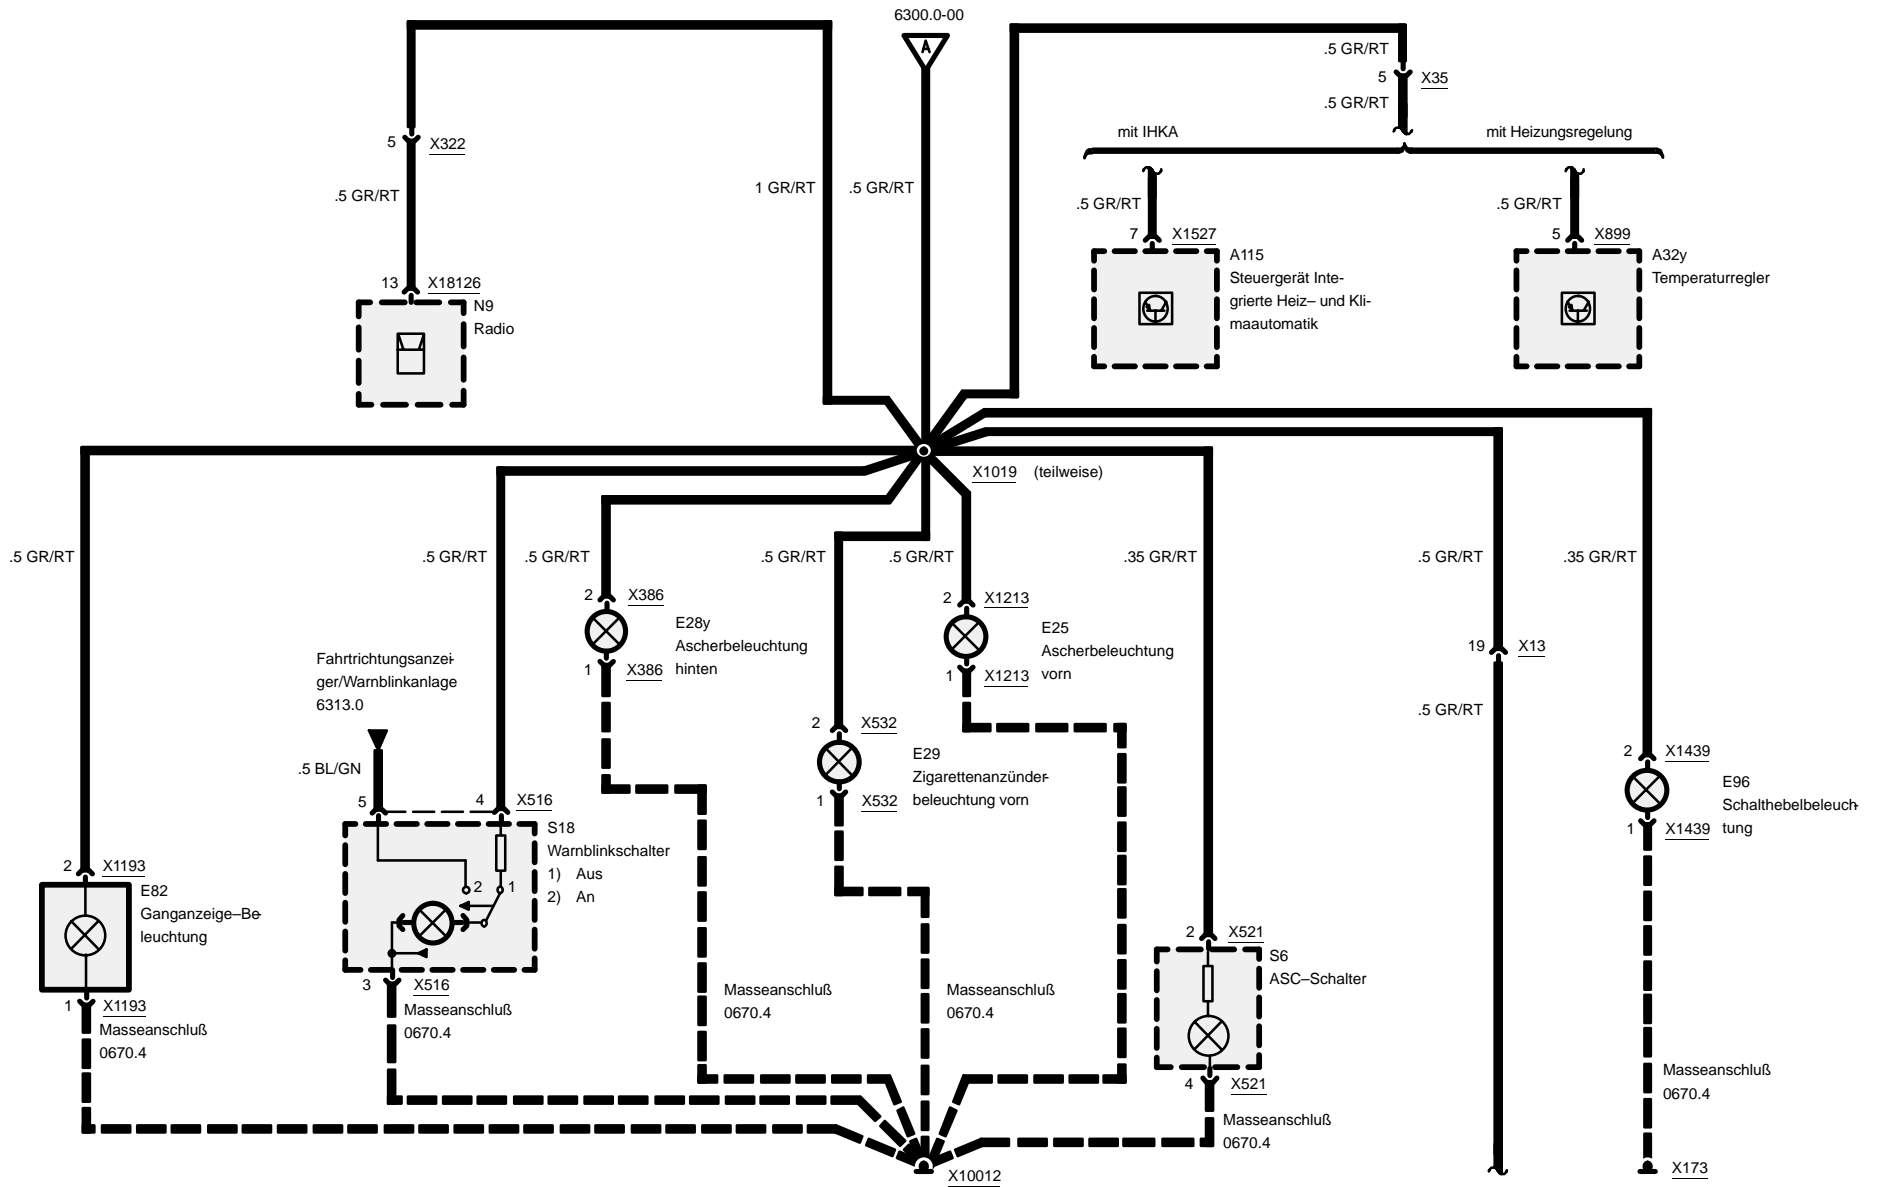 6300.0-00
A
.5 GR/RT
5 X35
.5 GR/RT
mit IHKA
mit Heizungsregelung
5 X322
.5 GR/RT
1 GR/RT
.5 GR/RT
.5 GR/RT
7 X1527
A115
Steuergerät Inte-
grierte Heiz– und Kli-
maautomatik
.5 GR/RT
5 X899
A32y
Temperaturregler
13 X18126
N9
Radio
X1019 (teilweise)
.5 GR/RT
.5 GR/RT
.5 GR/RT
.5 GR/RT
.5 GR/RT
.35 GR/RT
.5 GR/RT
.35 GR/RT
2 X386
E28y
Ascherbeleuchtung
hinten
1 X386
2 X1213
E25
Ascherbeleuchtung
vorn
1 X1213
19 X13
.5 GR/RT
Fahrtrichtungsanzei-
ger/Warnblinkanlage
6313.0
.5 BL/GN
2 X532
E29
Zigarettenanzünder-
beleuchtung vorn
1 X532
2 X1439
E96
Schalthebelbeleuch-
tung
1 X1439
5
4 X516
S18
Warnblinkschalter
1) Aus
2) An
2 1
3 X516
Masseanschluß
0670.4
2 X1193
E82
Ganganzeige–Be-
leuchtung
1 X1193
Masseanschluß
0670.4
Masseanschluß
0670.4
Masseanschluß
0670.4
2 X521
S6
ASC–Schalter
4 X521
Masseanschluß
0670.4
Masseanschluß
0670.4
X10012
X173